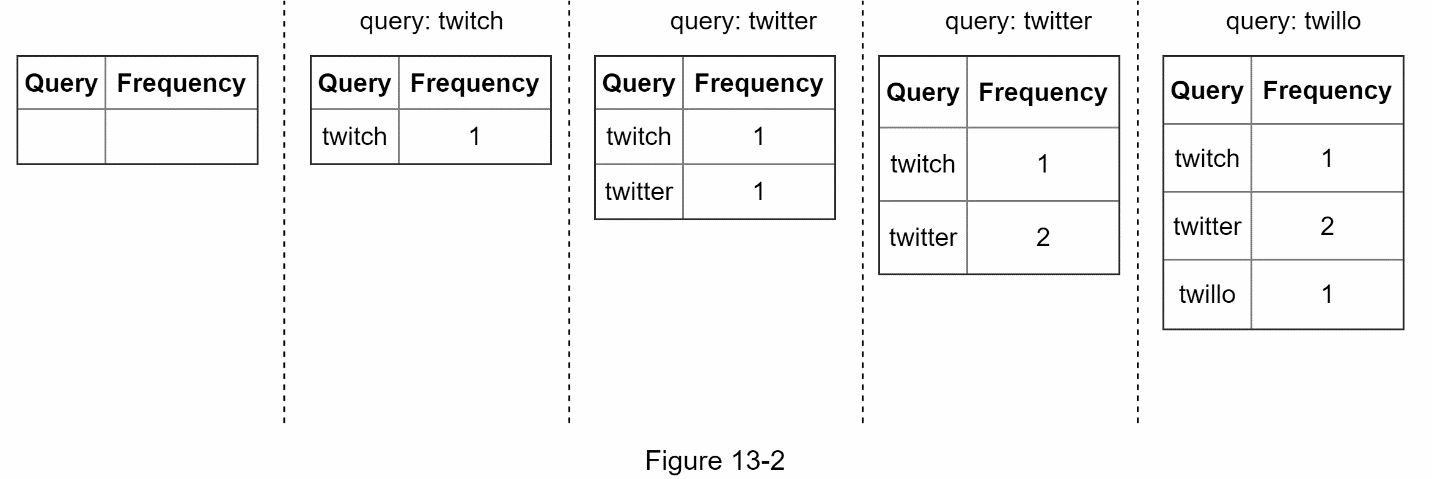 query: twitch
query: twitter
query: twitter
query: twillo
Query Frequency
Query Frequency
twitch 1
Query Frequency
twitch 1
twitter 1
Query Frequency
twitch 1
twitter 2
Query Frequency
twitch 1
twitter 2
twillo 1
Figure 13-2